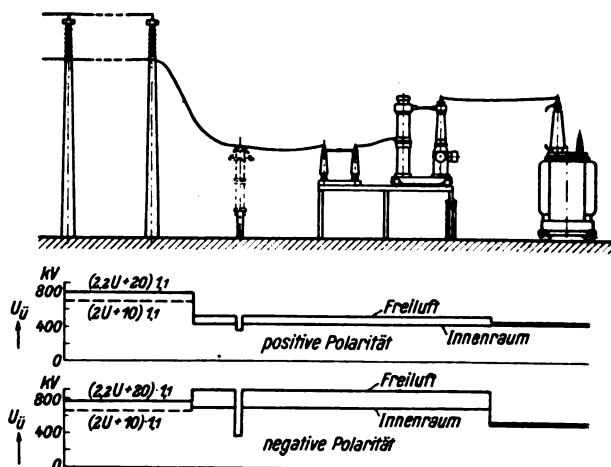 kV
800
Uü
400
0
(2,2U+20)·1,1
(2U+10)·1,1
Freiluft
Innenraum
positive Polarität
kV
800
Uü
400
0
(2,2U+20)·1,1
(2U+10)·1,1
Freiluft
Innenraum
negative Polarität